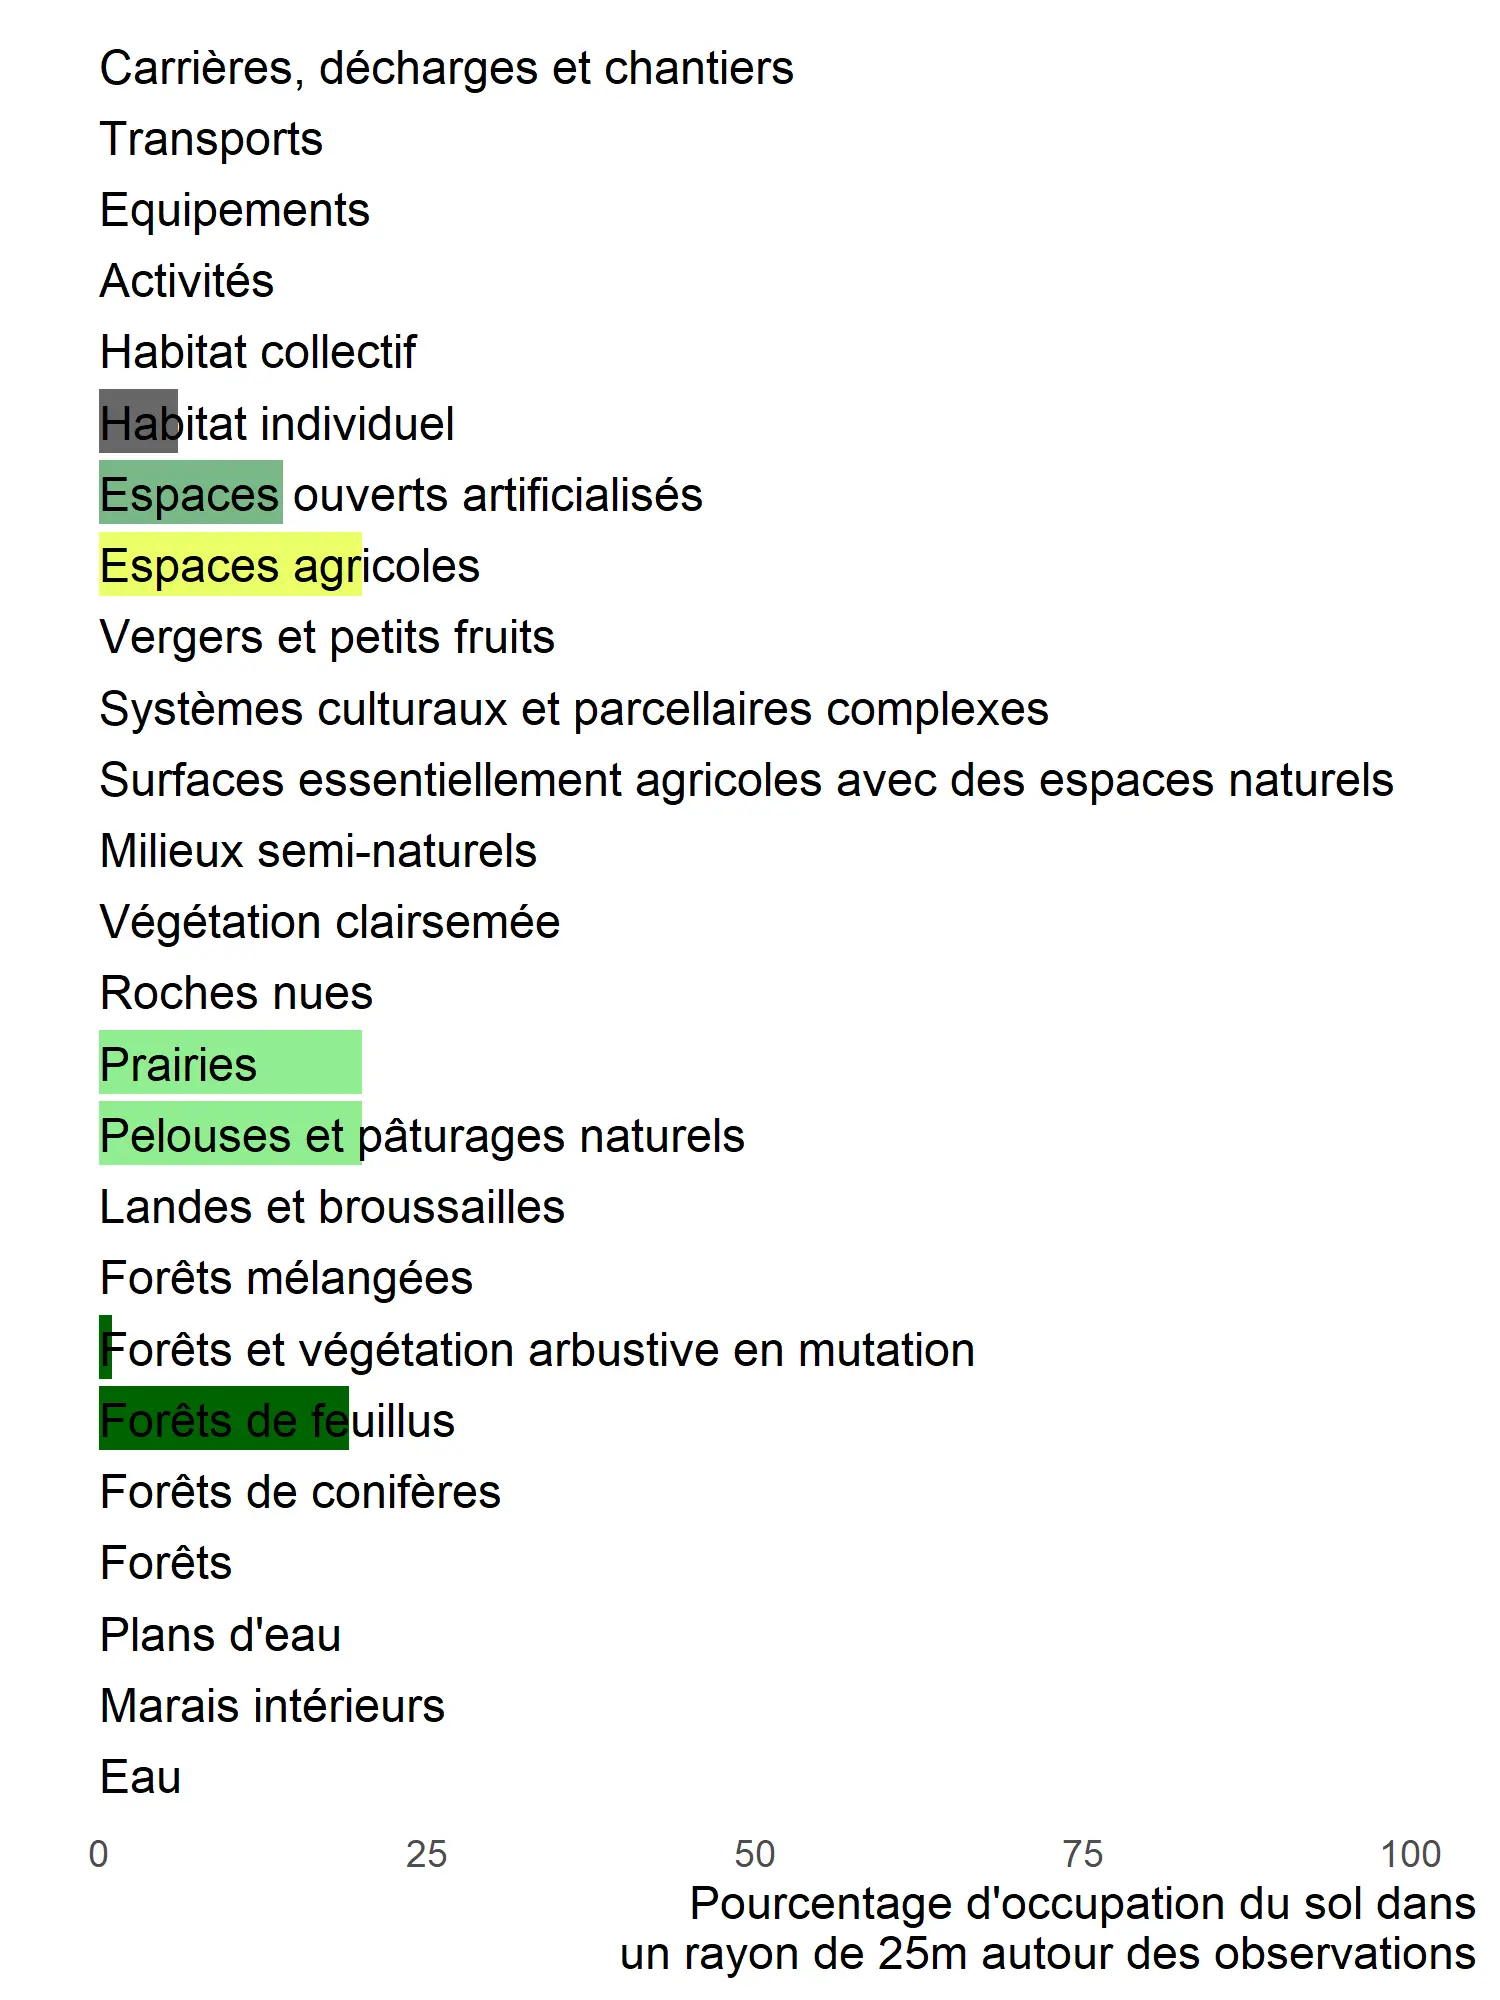 Carrières, décharges et chantiers
Transports
Equipements
Activités
Habitat collectif
Habitat individuel
Espaces ouverts artificialisés
Espaces agricoles
Vergers et petits fruits
Systèmes culturaux et parcellaires complexes
Surfaces essentiellement agricoles avec des espaces naturels
Milieux semi-naturels
Végétation clairsemée
Roches nues
Prairies
Pelouses et pâturages naturels
Landes et broussailles
Forêts mélangées
Forêts et végétation arbustive en mutation
Forêts de feuillus
Forêts de conifères
Forêts
Plans d'eau
Marais intérieurs
Eau
0 25 50 75 100
Pourcentage d'occupation du sol dans
un rayon de 25m autour des observations